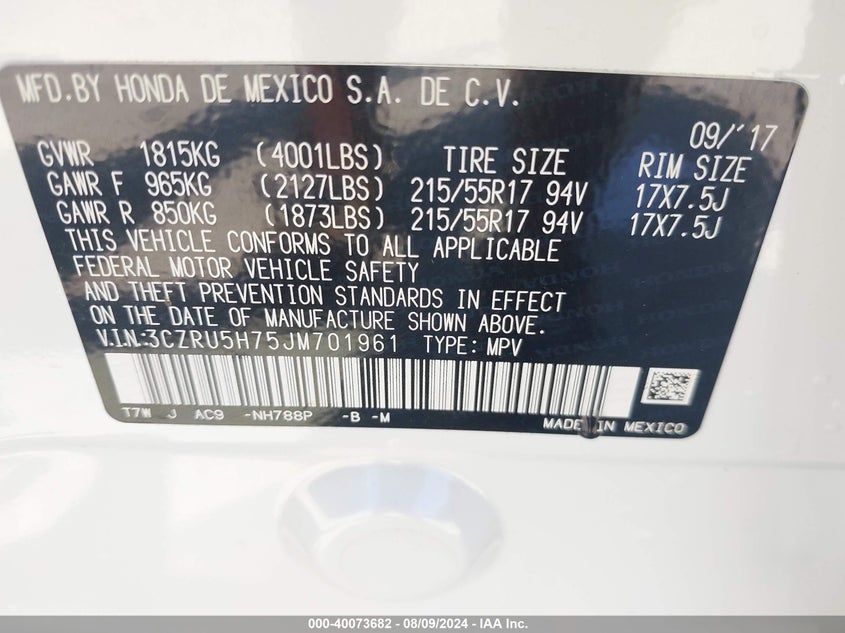 MFD.BY HONDA DE MEXICO S.A. DE C.V.
09/'17
GVWR 1815KG (4001LBS) TIRE SIZE RIM SIZE
GAWR F 965KG (2127LBS) 215/55R17 94V 17X7.5J
GAWR R 850KG (1873LBS) 215/55R17 94V 17X7.5J
THIS VEHICLE CONFORMS TO ALL APPLICABLE
FEDERAL MOTOR VEHICLE SAFETY
AND THEFT PREVENTION STANDARDS IN EFFECT
ON THE DATE OF MANUFACTURE SHOWN ABOVE.
V.I.N:3CZRU5H75JM701961 TYPE: MPV
T7W J AC9 -NH788P -B -M
MADE IN MEXICO
000-40073682 / 08/09/2024 - IAA Inc.